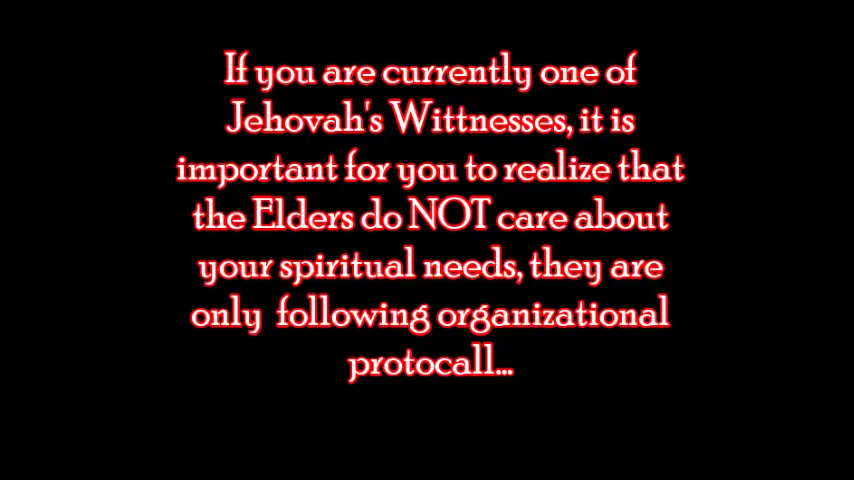 If you are currently one of
Jehovah's Wittnesses, it is
important for you to realize that
the Elders do NOT care about
your spiritual needs, they are
only following organizational
protocall...